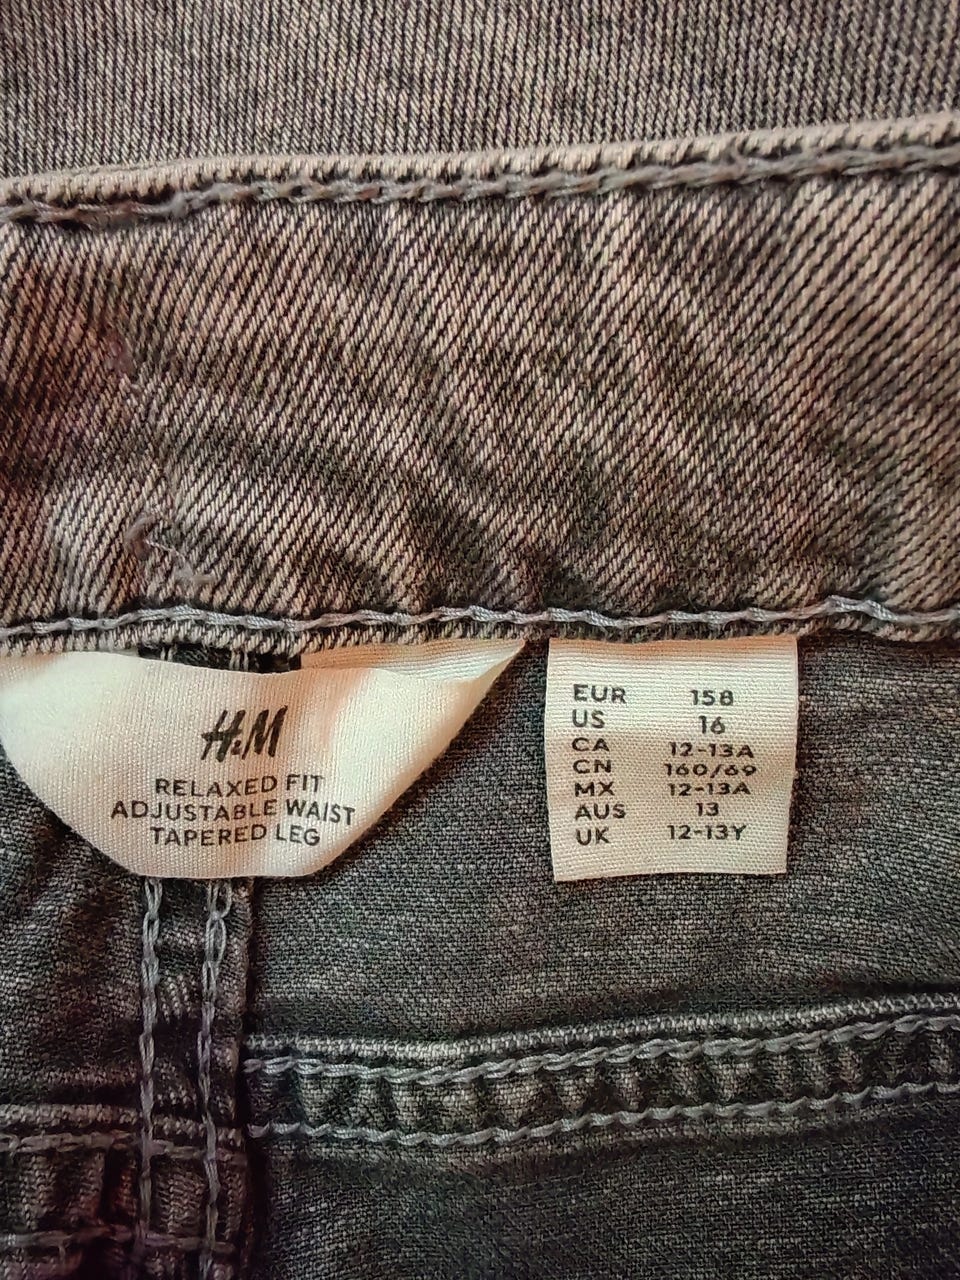 H&M
RELAXED FIT
ADJUSTABLE WAIST
TAPERED LEG
EUR 158
US 16
CA 12-13A
CN 160/69
MX 12-13A
AUS 13
UK 12-13Y